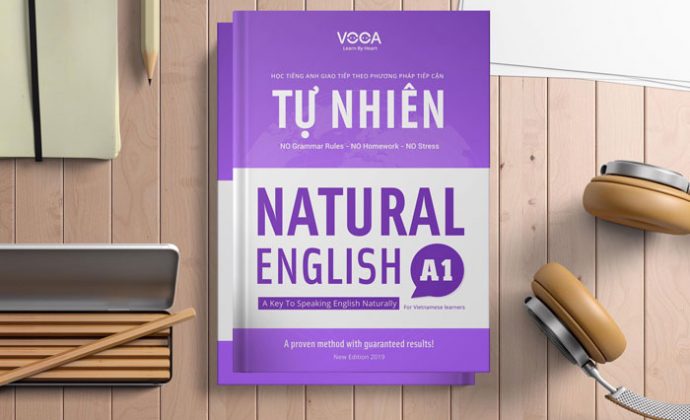 VOCA
Learn By Heart
HỌC TIẾNG ANH GIAO TIẾP THEO PHƯƠNG PHÁP TIẾP CẬN
TỰ NHIÊN
NO Grammar Rules - NO Homework - NO Stress
NATURAL
ENGLISH A1
A Key To Speaking English Naturally
For Vietnamese learners
A proven method with guaranteed results!
New Edition 2019